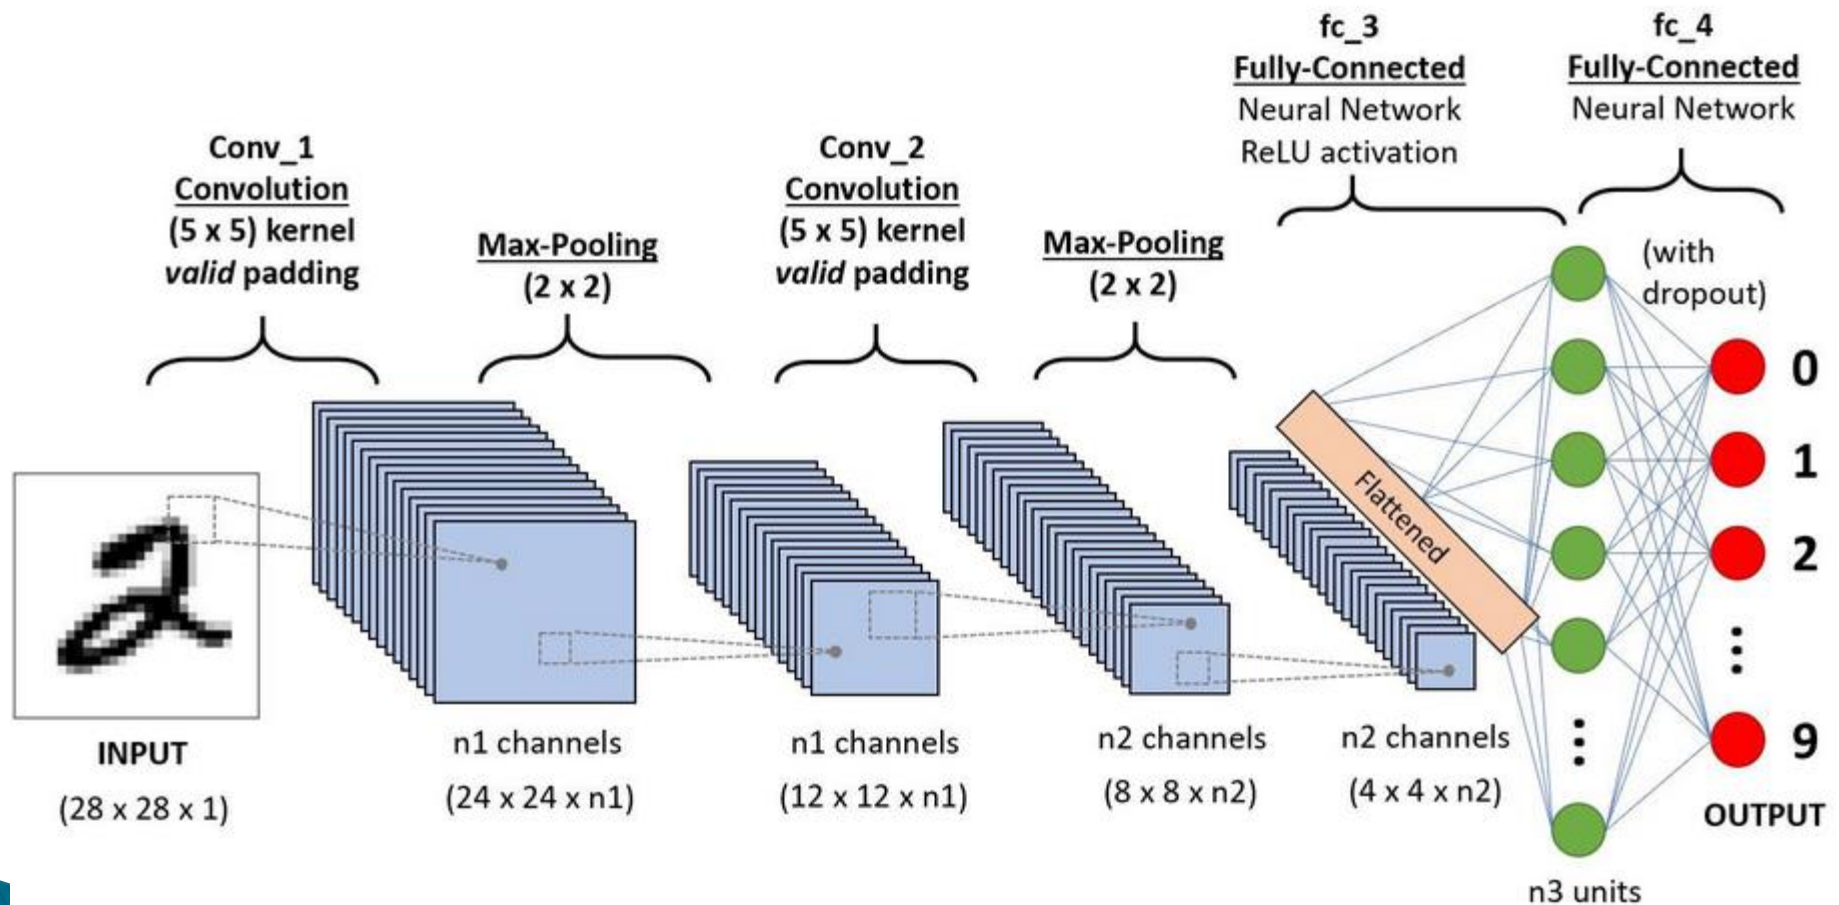 Conv_1
Convolution
(5 x 5) kernel
valid padding
Max-Pooling
(2 x 2)
Conv_2
Convolution
(5 x 5) kernel
valid padding
Max-Pooling
(2 x 2)
fc_3
Fully-Connected
Neural Network
ReLU activation
fc_4
Fully-Connected
Neural Network
(with
dropout)
Flattened
0
1
2
9
INPUT
(28 x 28 x 1)
n1 channels
(24 x 24 x n1)
n1 channels
(12 x 12 x n1)
n2 channels
(8 x 8 x n2)
n2 channels
(4 x 4 x n2)
n3 units
OUTPUT
2